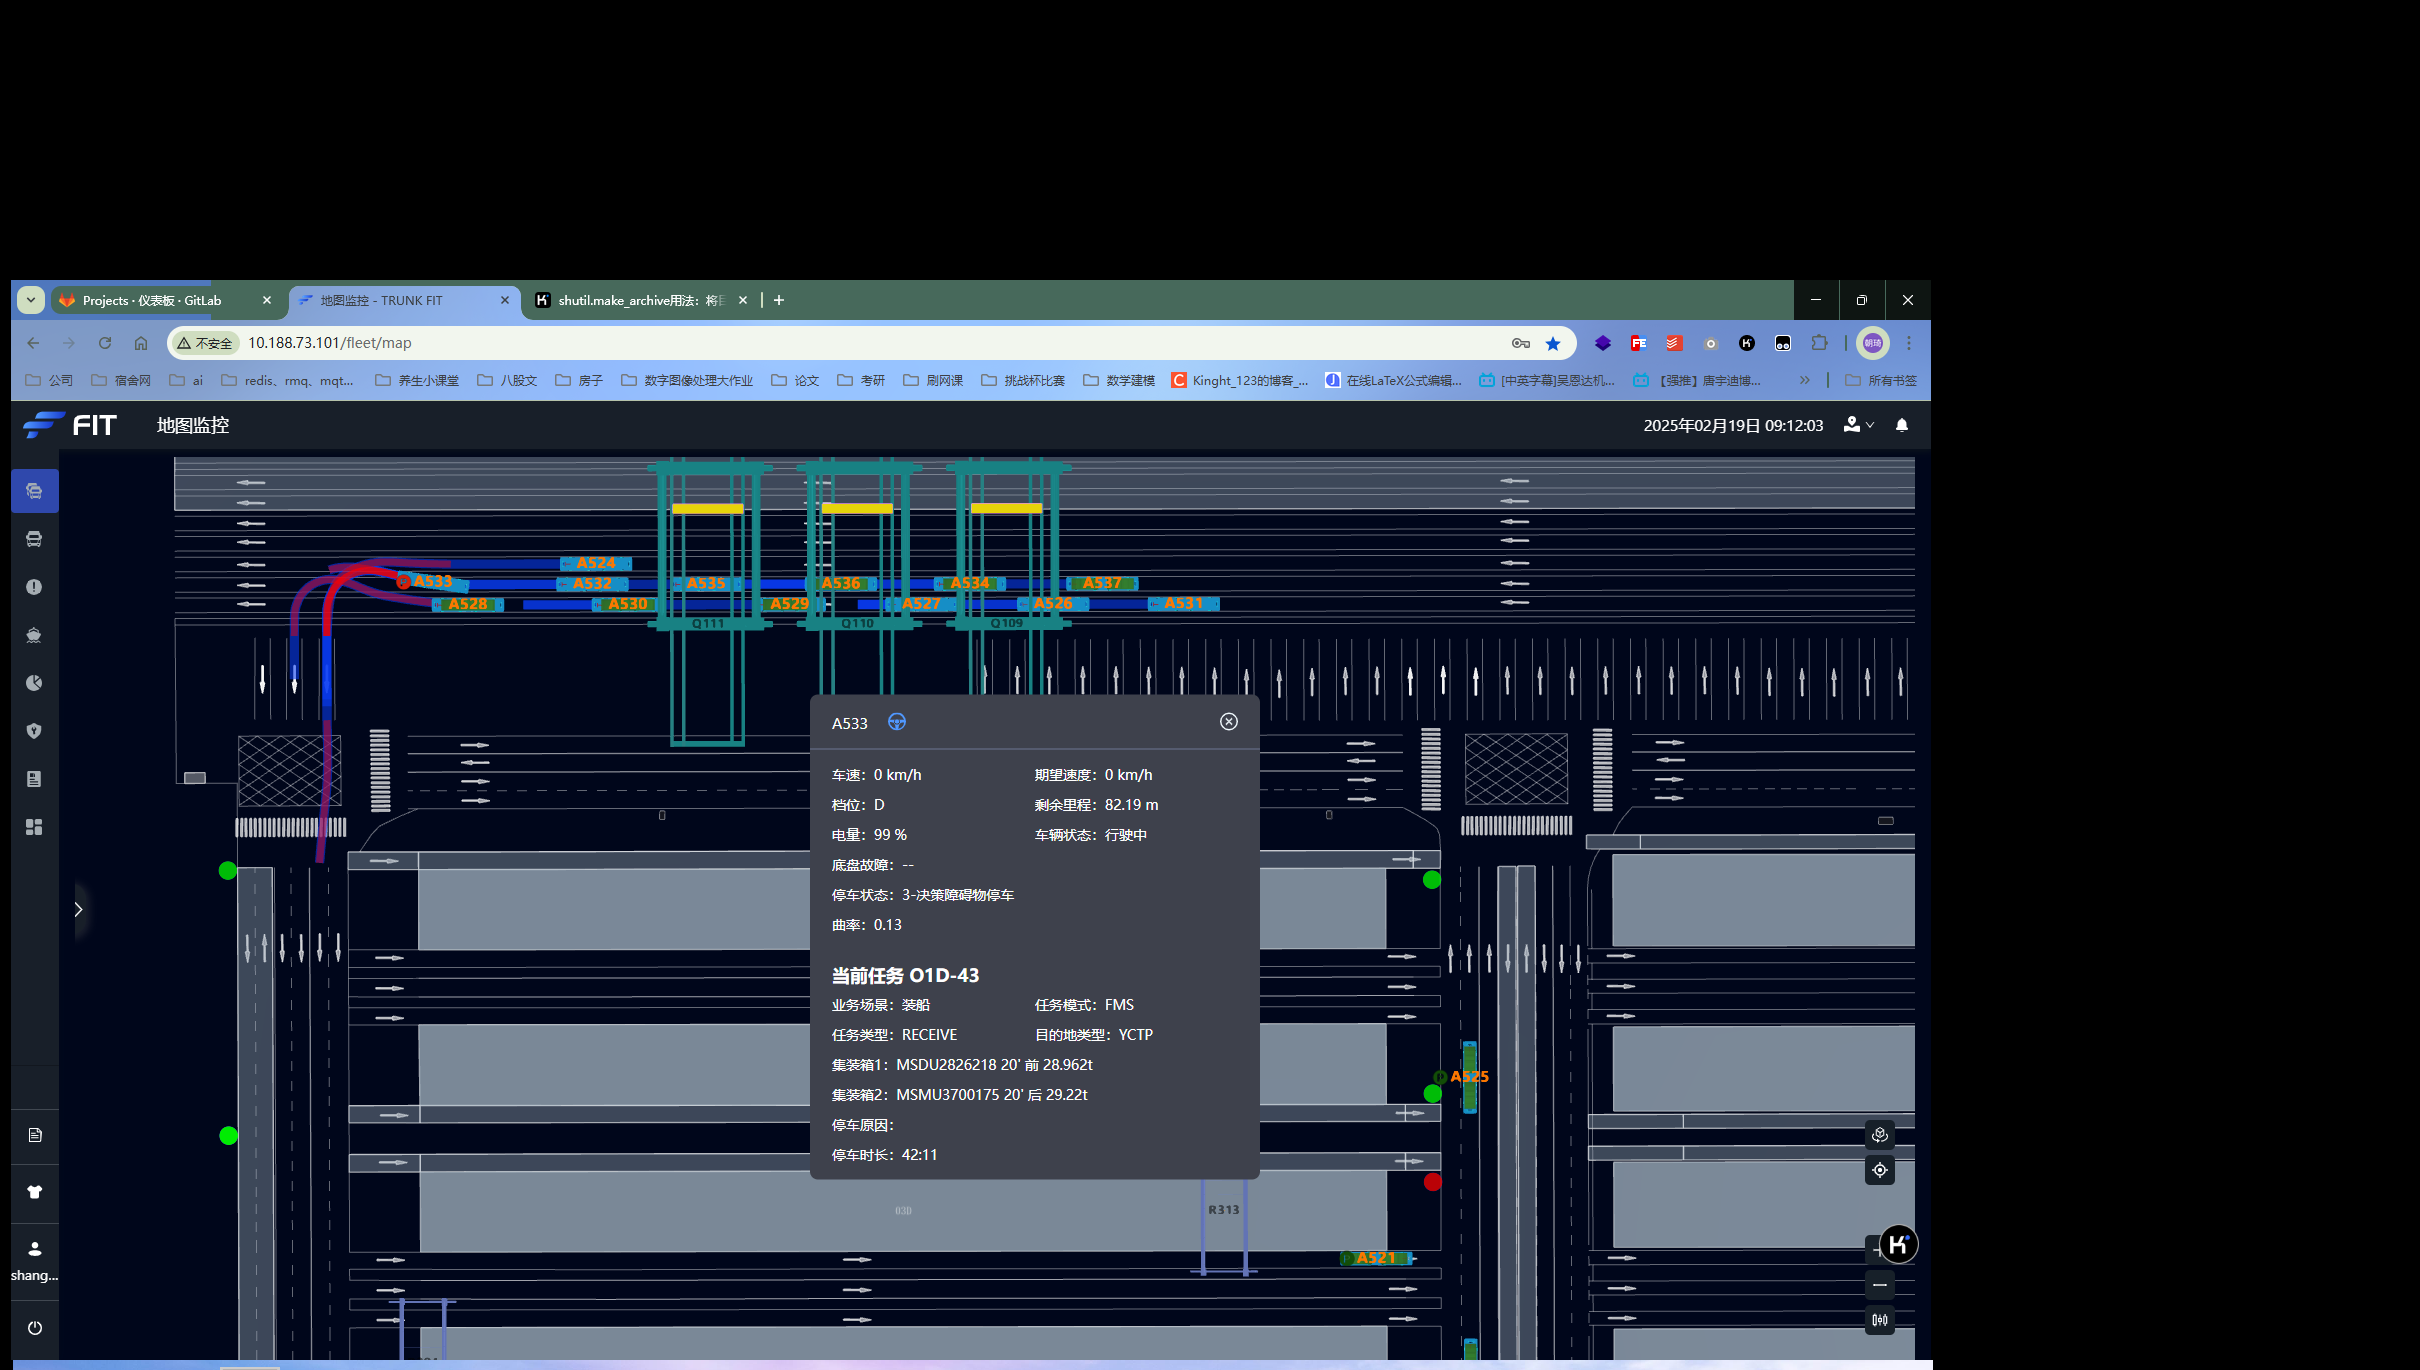 Projects · 仪表板 · GitLab
地图监控 - TRUNK FIT
shutil.make_archive用法：将目
不安全
10.188.73.101/fleet/map
朝琦
公司
宿舍网
ai
redis、rmq、mqt...
养生小课堂
八股文
房子
数字图像处理大作业
论文
考研
刷网课
挑战杯比赛
数学建模
Kinght_123的博客_...
在线LaTeX公式编辑...
[中英字幕]吴恩达机...
【强推】唐宇迪博...
所有书签
FIT
地图监控
2025年02月19日 09:12:03
A524
A533
A532
A535
A536
A534
A537
A528
A530
A529
A527
A526
A531
Q111
Q110
Q109
A533
车速：0 km/h
期望速度：0 km/h
档位：D
剩余里程：82.19 m
电量：99 %
车辆状态：行驶中
底盘故障：--
停车状态：3-决策障碍物停车
曲率：0.13
当前任务 O1D-43
业务场景：装船
任务模式：FMS
任务类型：RECEIVE
目的地类型：YCTP
集装箱1：MSDU2826218 20' 前 28.962t
集装箱2：MSMU3700175 20' 后 29.22t
停车原因：
停车时长：42:11
A525
03D
R313
A521
shang...